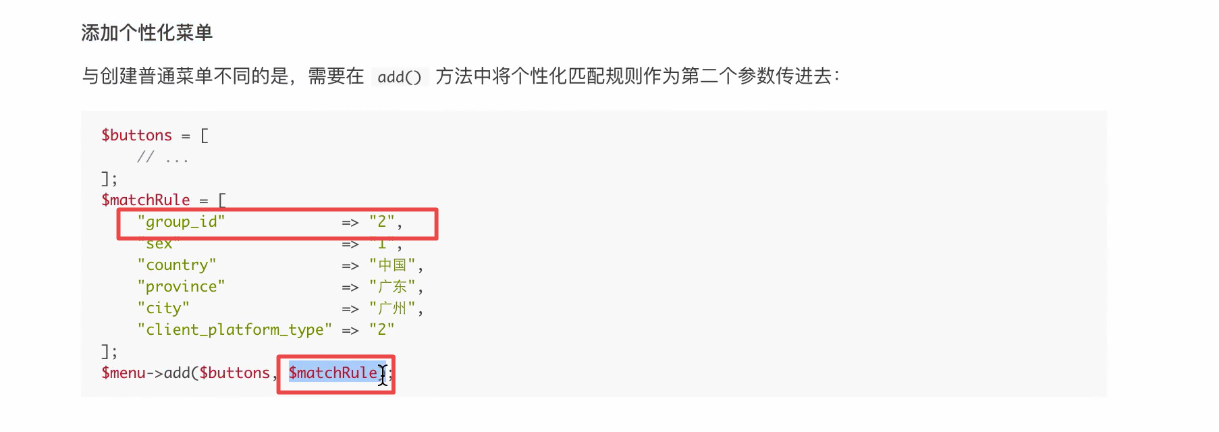 添加个性化菜单
与创建普通菜单不同的是，需要在 add() 方法中将个性化匹配规则作为第二个参数传进去：
$buttons = [
// ...
];
$matchRule = [
"group_id" => "2",
"sex" => "1",
"country" => "中国",
"province" => "广东",
"city" => "广州",
"client_platform_type" => "2"
];
$menu->add($buttons, $matchRule);